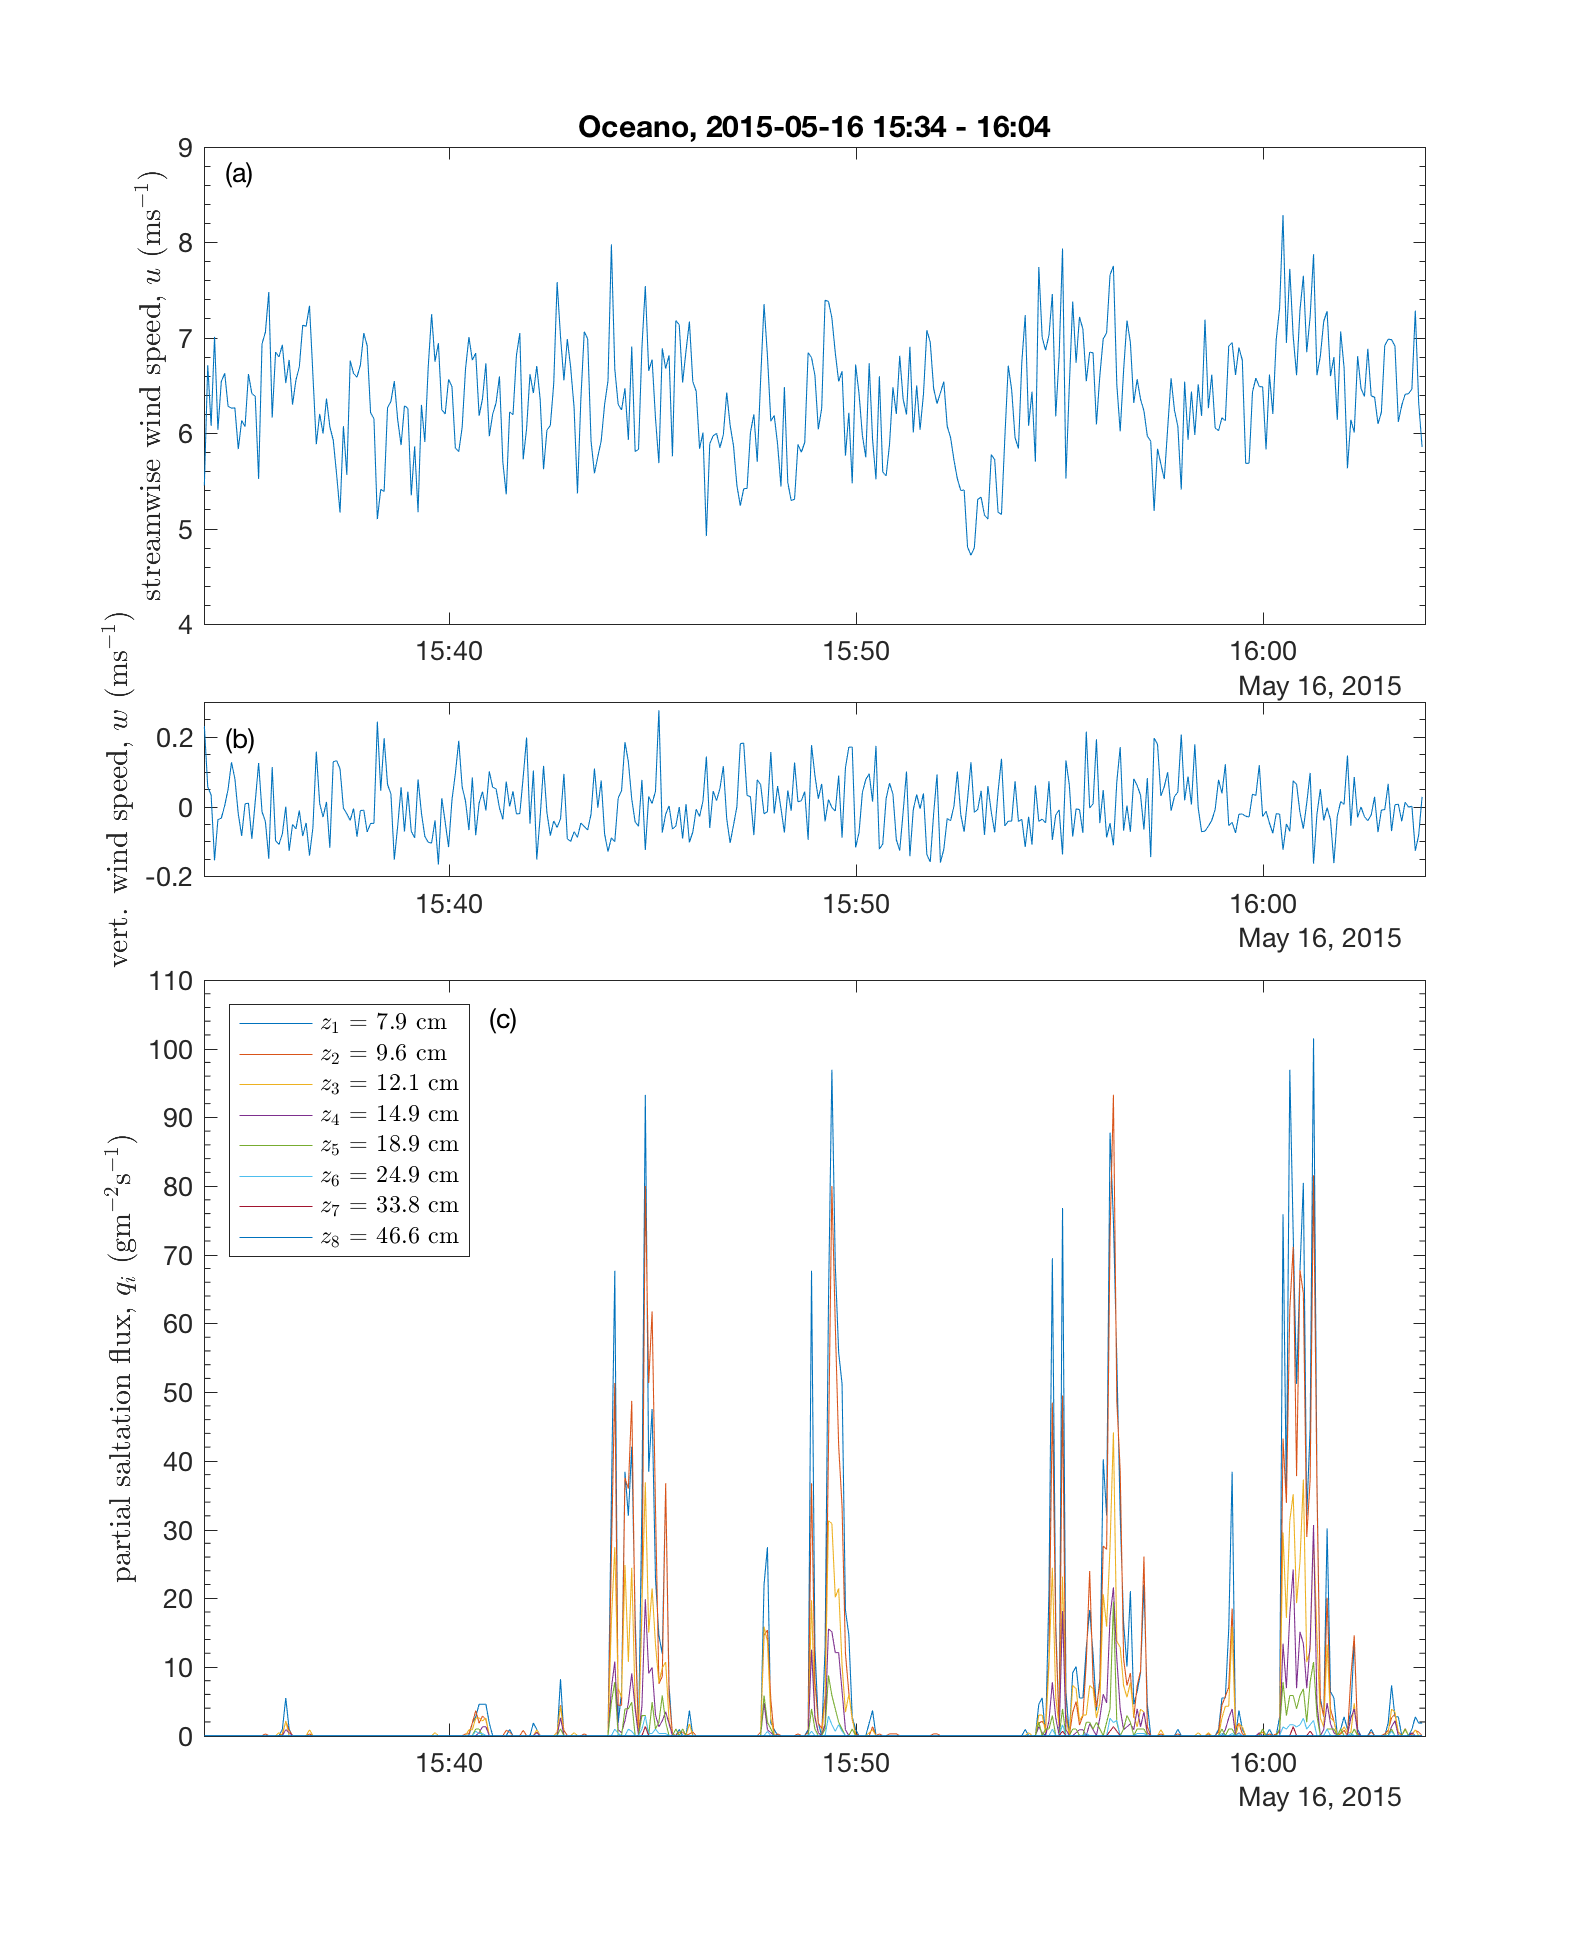 Oceano, 2015-05-16 15:34 - 16:04
(a)
streamwise wind speed, u (ms⁻¹)
9
8
7
6
5
4
15:40 15:50 16:00
May 16, 2015
(b)
vert. wind speed, w (ms⁻¹)
0.2
0
-0.2
15:40 15:50 16:00
May 16, 2015
(c)
partial saltation flux, qᵢ (gm⁻²s⁻¹)
110
100
90
80
70
60
50
40
30
20
10
0
z₁ = 7.9 cm
z₂ = 9.6 cm
z₃ = 12.1 cm
z₄ = 14.9 cm
z₅ = 18.9 cm
z₆ = 24.9 cm
z₇ = 33.8 cm
z₈ = 46.6 cm
15:40 15:50 16:00
May 16, 2015